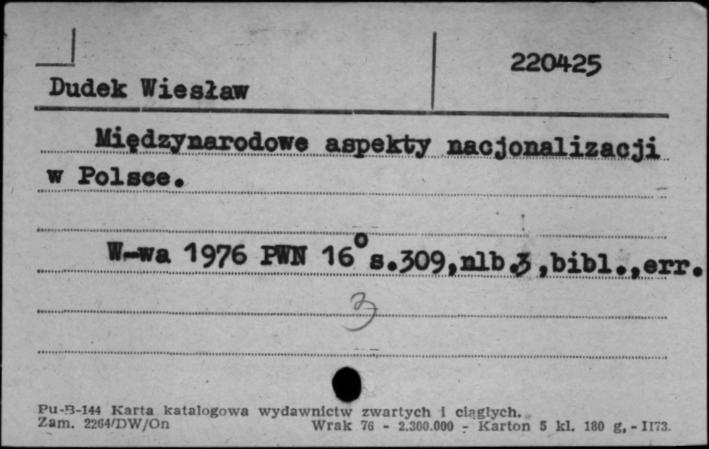 220425
Dudek Wiesław
Międzynarodowe aspekty nacjonalizacji
w Polsce.
W-wa 1976 PWN 16° s.309,nlb.3,bibl.,err.
3
Pu-B-144 Karta katalogowa wydawnictw zwartych i ciągłych.
Zam. 2264/DW/On Wrak 76 - 2.300.000 - Karton 5 kl. 180 g, - I173.